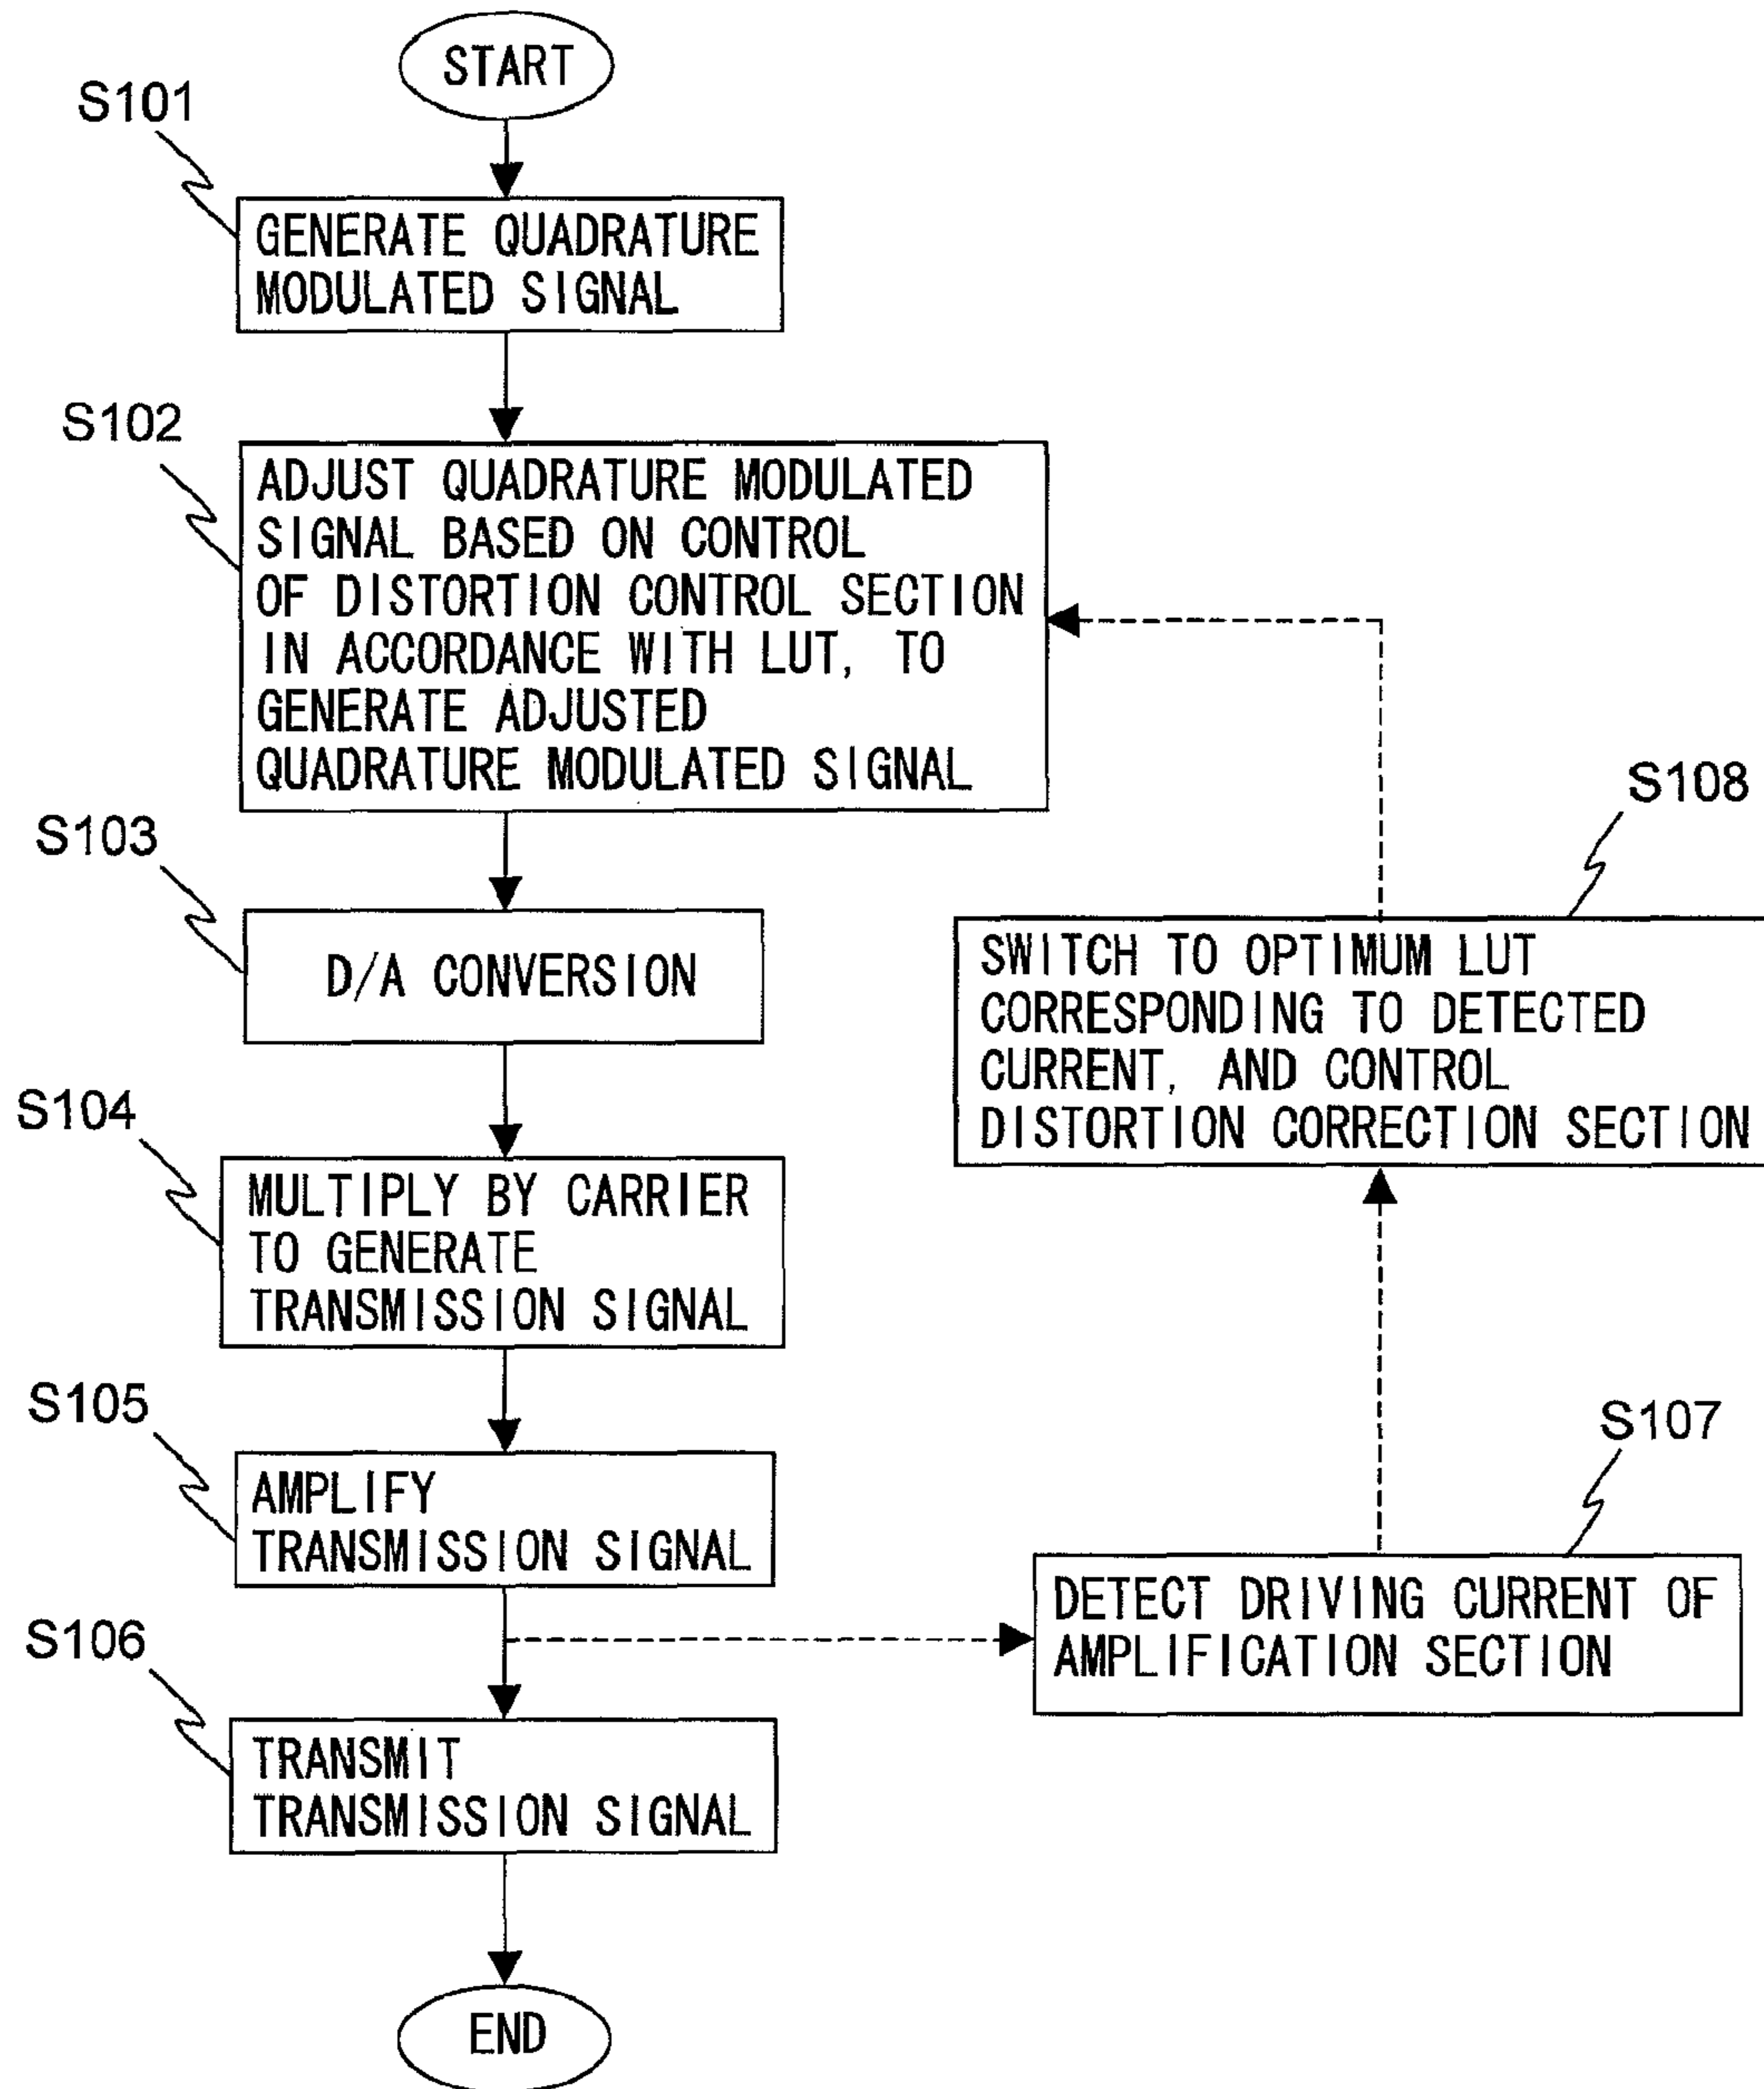 START
S101
GENERATE QUADRATURE
MODULATED SIGNAL
S102
ADJUST QUADRATURE MODULATED
SIGNAL BASED ON CONTROL
OF DISTORTION CONTROL SECTION
IN ACCORDANCE WITH LUT, TO
GENERATE ADJUSTED
QUADRATURE MODULATED SIGNAL
S103
D/A CONVERSION
S104
MULTIPLY BY CARRIER
TO GENERATE
TRANSMISSION SIGNAL
S105
AMPLIFY
TRANSMISSION SIGNAL
S106
TRANSMIT
TRANSMISSION SIGNAL
END
S107
DETECT DRIVING CURRENT OF
AMPLIFICATION SECTION
S108
SWITCH TO OPTIMUM LUT
CORRESPONDING TO DETECTED
CURRENT, AND CONTROL
DISTORTION CORRECTION SECTION